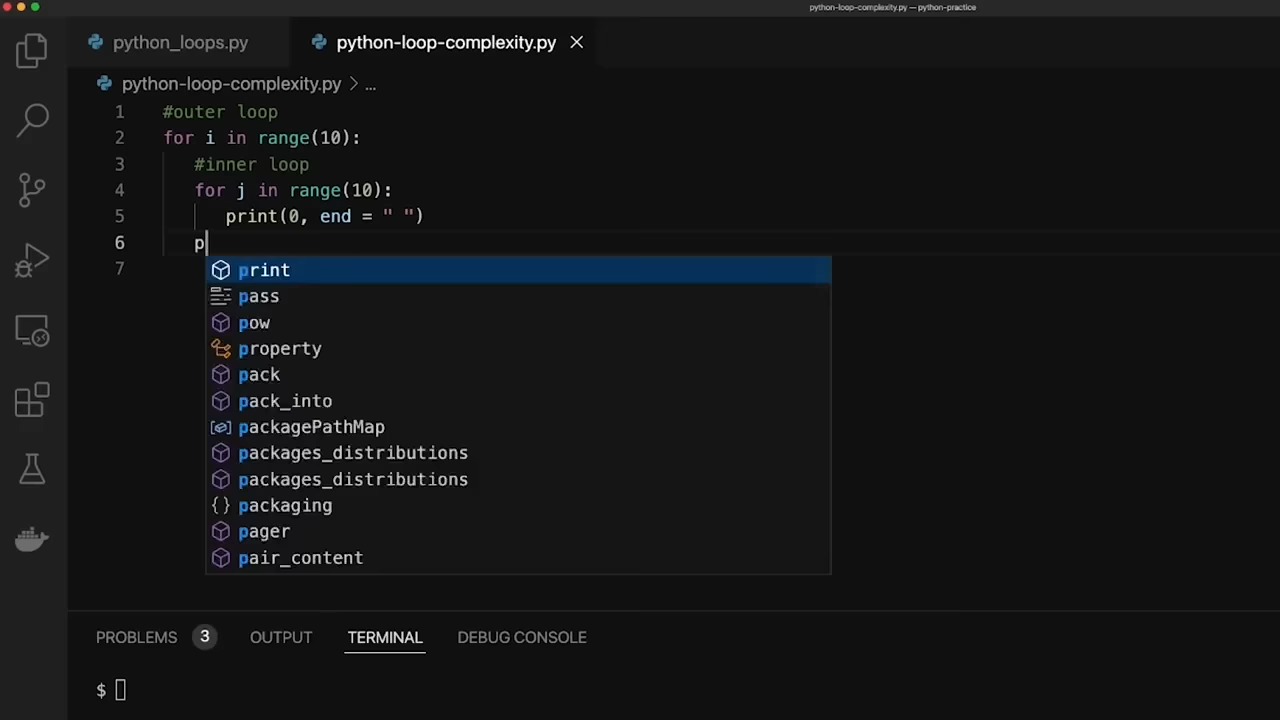 python-loop-complexity.py — python-practice
python_loops.py python-loop-complexity.py
python-loop-complexity.py > ...
1 #outer loop
2 for i in range(10):
3 #inner loop
4 for j in range(10):
5 print(0, end = " ")
6 p
7
print
pass
pow
property
pack
pack_into
packagePathMap
packages_distributions
packages_distributions
packaging
pager
pair_content
PROBLEMS 3 OUTPUT TERMINAL DEBUG CONSOLE
$